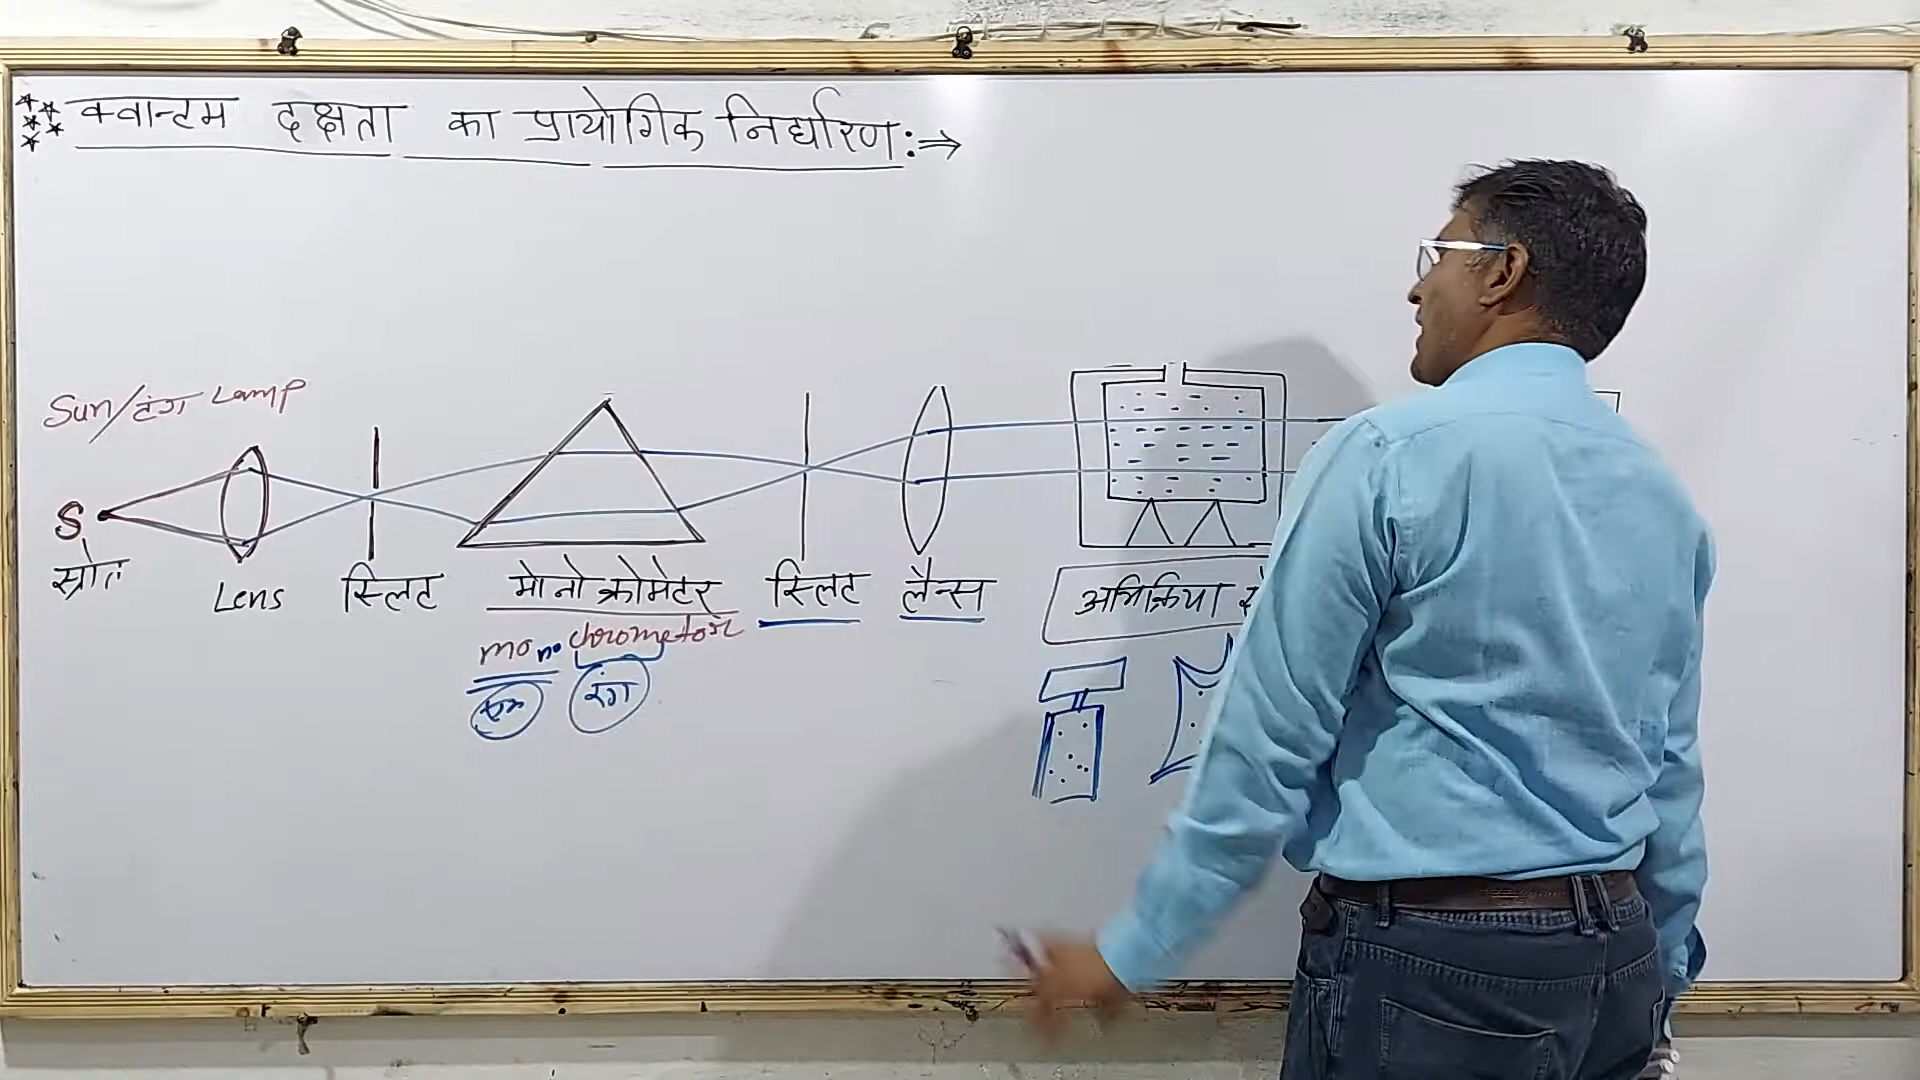 क्वान्टम दक्षता का प्रायोगिक निर्धारण:⇒
Sun/टंग Lamp
S
स्रोत
Lens
स्लिट
मोनोक्रोमेटर
स्लिट
लैन्स
अभिक्रिया
mono chrometor
एक
रंग